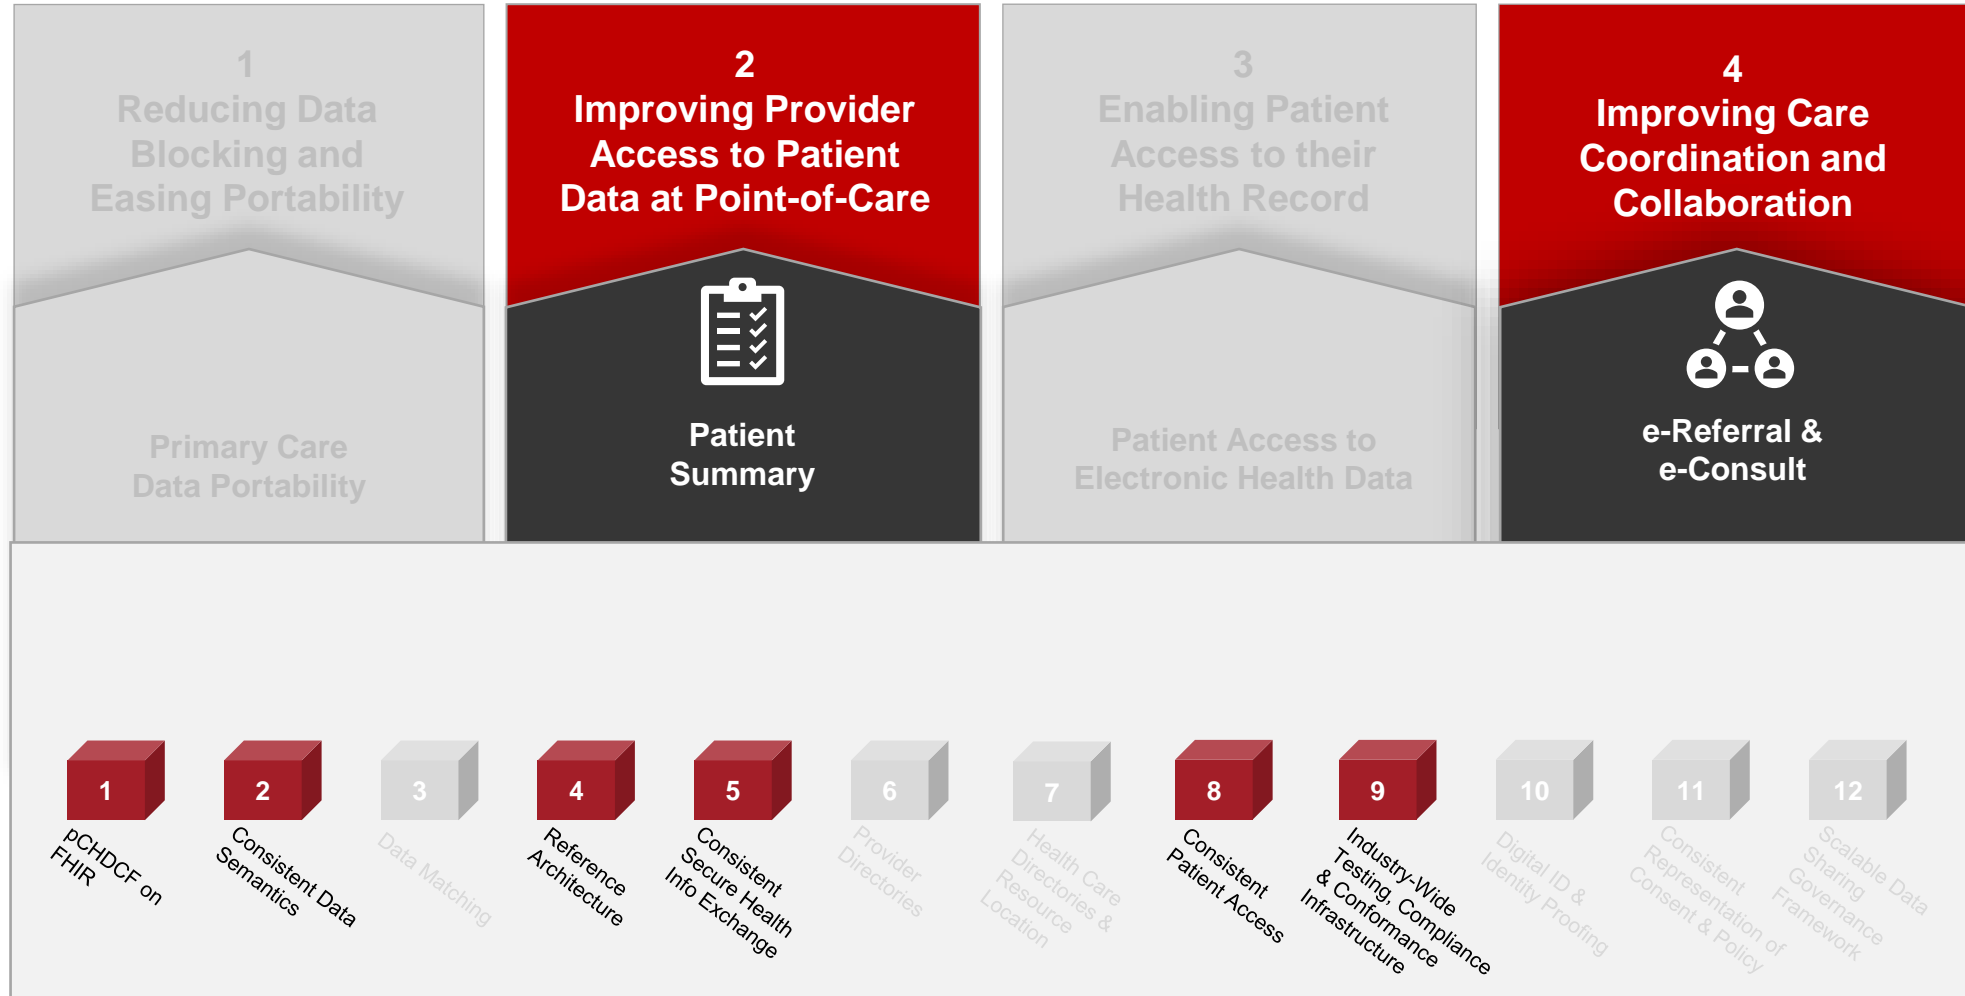 1
Reducing Data
Blocking and
Easing Portability
Primary Care
Data Portability
2
Improving Provider
Access to Patient
Data at Point-of-Care
Patient
Summary
3
Enabling Patient
Access to their
Health Record
Patient Access to
Electronic Health Data
4
Improving Care
Coordination and
Collaboration
e-Referral &
e-Consult
1
pCHDCF on
FHIR
2
Consistent Data
Semantics
3
Data Matching
4
Reference
Architecture
5
Consistent
Secure Health
Info Exchange
6
Provider
Directories
7
Health Care
Directories &
Resource
Location
8
Consistent
Patient Access
9
Industry-Wide
Testing, Compliance
& Conformance
Infrastructure
10
Digital ID &
Identity Proofing
11
Consistent
Representation of
Consent & Policy
12
Scalable Data
Sharing
Governance
Framework